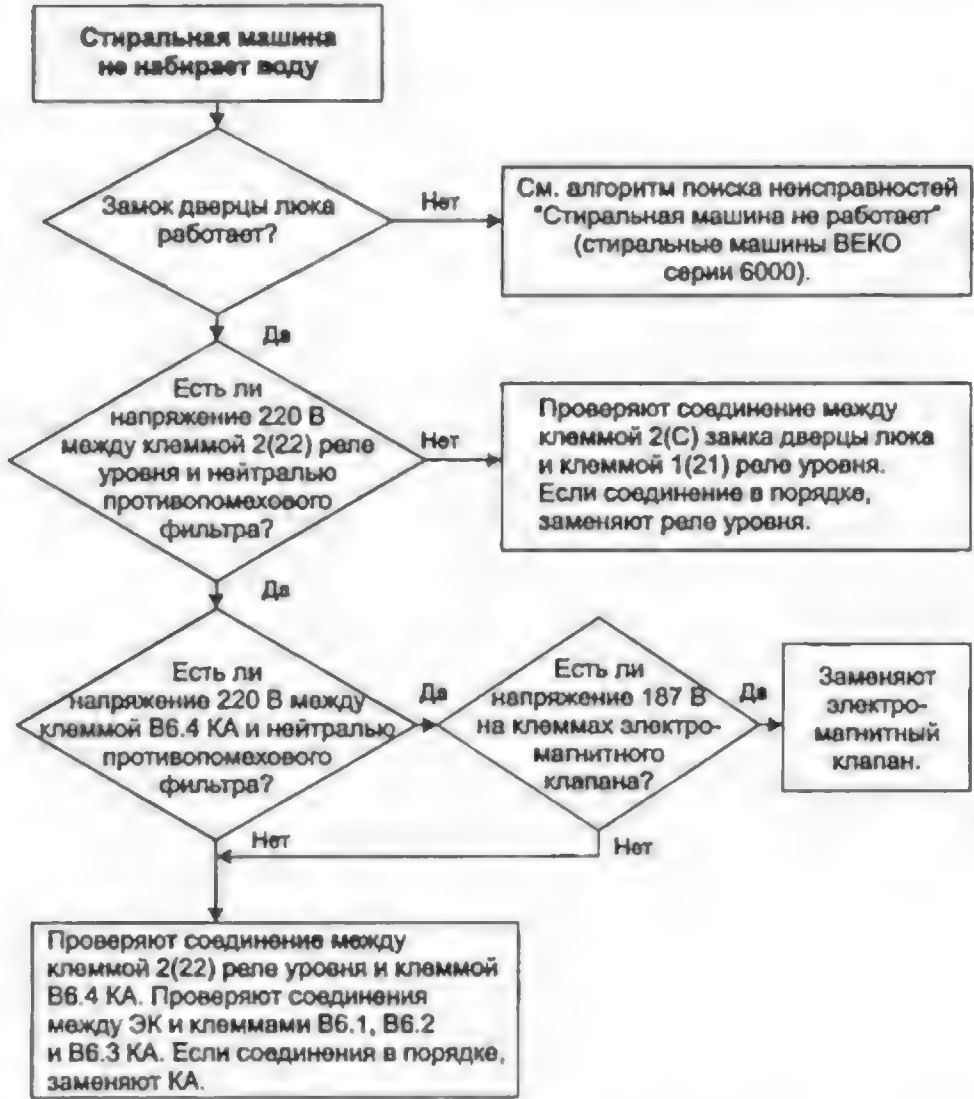 Стиральная машина
не набирает воду
Замок дверцы люка
работает?
Нет
См. алгоритм поиска неисправностей
"Стиральная машина не работает"
(стиральные машины BEKO
серии 6000).
Да
Есть ли
напряжение 220 В
между клеммой 2(22) реле
уровня и нейтралью
противопомехового
фильтра?
Нет
Проверяют соединение между
клеммой 2(С) замка дверцы люка
и клеммой 1(21) реле уровня.
Если соединение в порядке,
заменяют реле уровня.
Да
Есть ли
напряжение 220 В между
клеммой В6.4 КА и нейтралью
противопомехового
фильтра?
Да
Есть ли
напряжение 187 В
на клеммах электро-
магнитного
клапана?
Да
Заменяют
электро-
магнитный
клапан.
Нет
Нет
Проверяют соединение между
клеммой 2(22) реле уровня и клеммой
В6.4 КА. Проверяют соединения
между ЭК и клеммами В6.1, В6.2
и В6.3 КА. Если соединения в порядке,
заменяют КА.